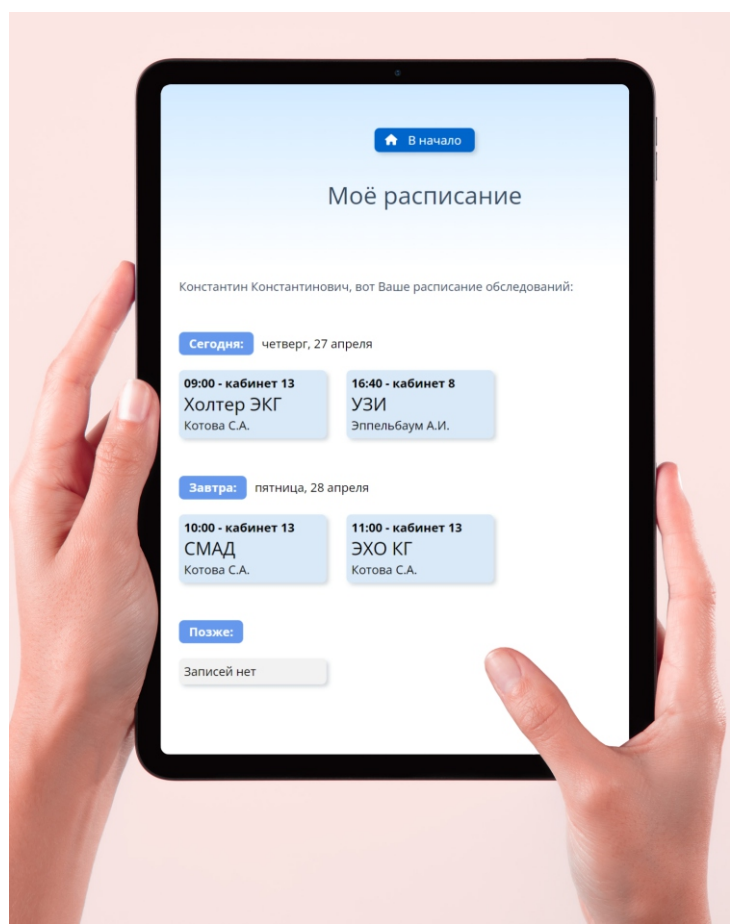 В начало
Моё расписание
Константин Константинович, вот Ваше расписание обследований:
Сегодня: четверг, 27 апреля
09:00 - кабинет 13
Холтер ЭКГ
Котова С.А.
16:40 - кабинет 8
УЗИ
Эппельбаум А.И.
Завтра: пятница, 28 апреля
10:00 - кабинет 13
СМАД
Котова С.А.
11:00 - кабинет 13
ЭХО КГ
Котова С.А.
Позже:
Записей нет